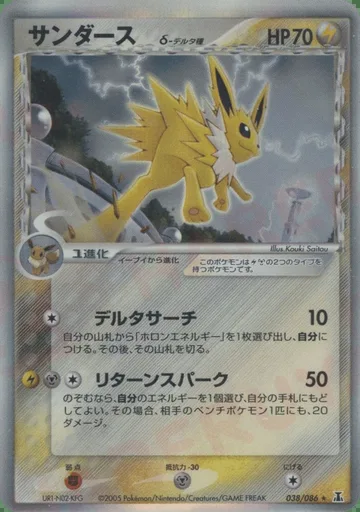 サンダース δ-デルタ種 HP70
Illus.Kouki Saitou
1進化 イーブイから進化
このポケモンは の2つのタイプを
持つポケモンです。
デルタサーチ 10
自分の山札から「ホロンエネルギー」を1枚選び出し、自分に
つける。その後、その山札を切る。
リターンスパーク 50
のぞむなら、自分のエネルギーを1個選び、自分の手札にもど
してよい。その場合、相手のベンチポケモン1匹にも、20
ダメージ。
弱点 抵抗力 -30 にげる
UR1-N02-KFG ©2005 Pokémon/Nintendo/Creatures/GAME FREAK 038/086